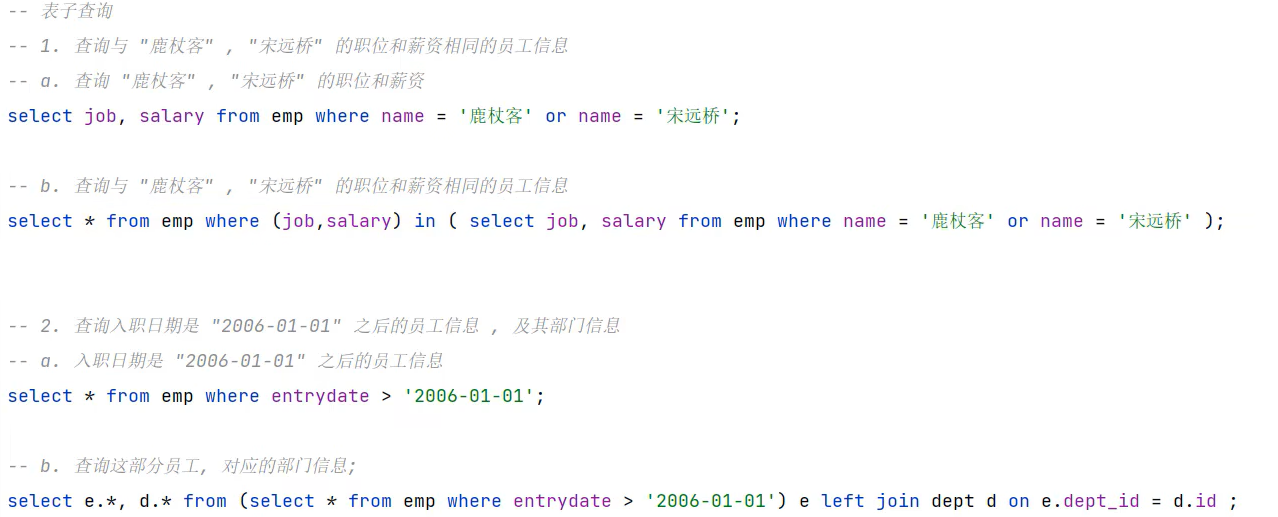 -- 表子查询
-- 1. 查询与 "鹿杖客" , "宋远桥" 的职位和薪资相同的员工信息
-- a. 查询 "鹿杖客" , "宋远桥" 的职位和薪资
select job, salary from emp where name = '鹿杖客' or name = '宋远桥';
-- b. 查询与 "鹿杖客" , "宋远桥" 的职位和薪资相同的员工信息
select * from emp where (job,salary) in ( select job, salary from emp where name = '鹿杖客' or name = '宋远桥' );
-- 2. 查询入职日期是 "2006-01-01" 之后的员工信息 , 及其部门信息
-- a. 入职日期是 "2006-01-01" 之后的员工信息
select * from emp where entrydate > '2006-01-01';
-- b. 查询这部分员工, 对应的部门信息;
select e.*, d.* from (select * from emp where entrydate > '2006-01-01') e left join dept d on e.dept_id = d.id ;